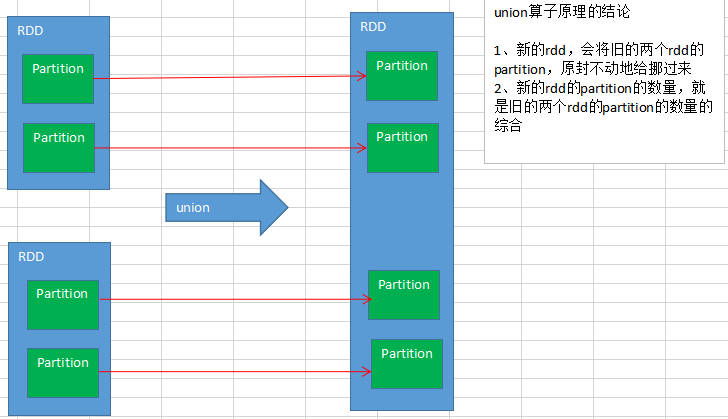 RDD
Partition
Partition
union
RDD
Partition
Partition
RDD
Partition
Partition
Partition
Partition
union算子原理的结论
1、新的rdd，会将旧的两个rdd的
partition，原封不动地给挪过来
2、新的rdd的partition的数量，就
是旧的两个rdd的partition的数量的
综合